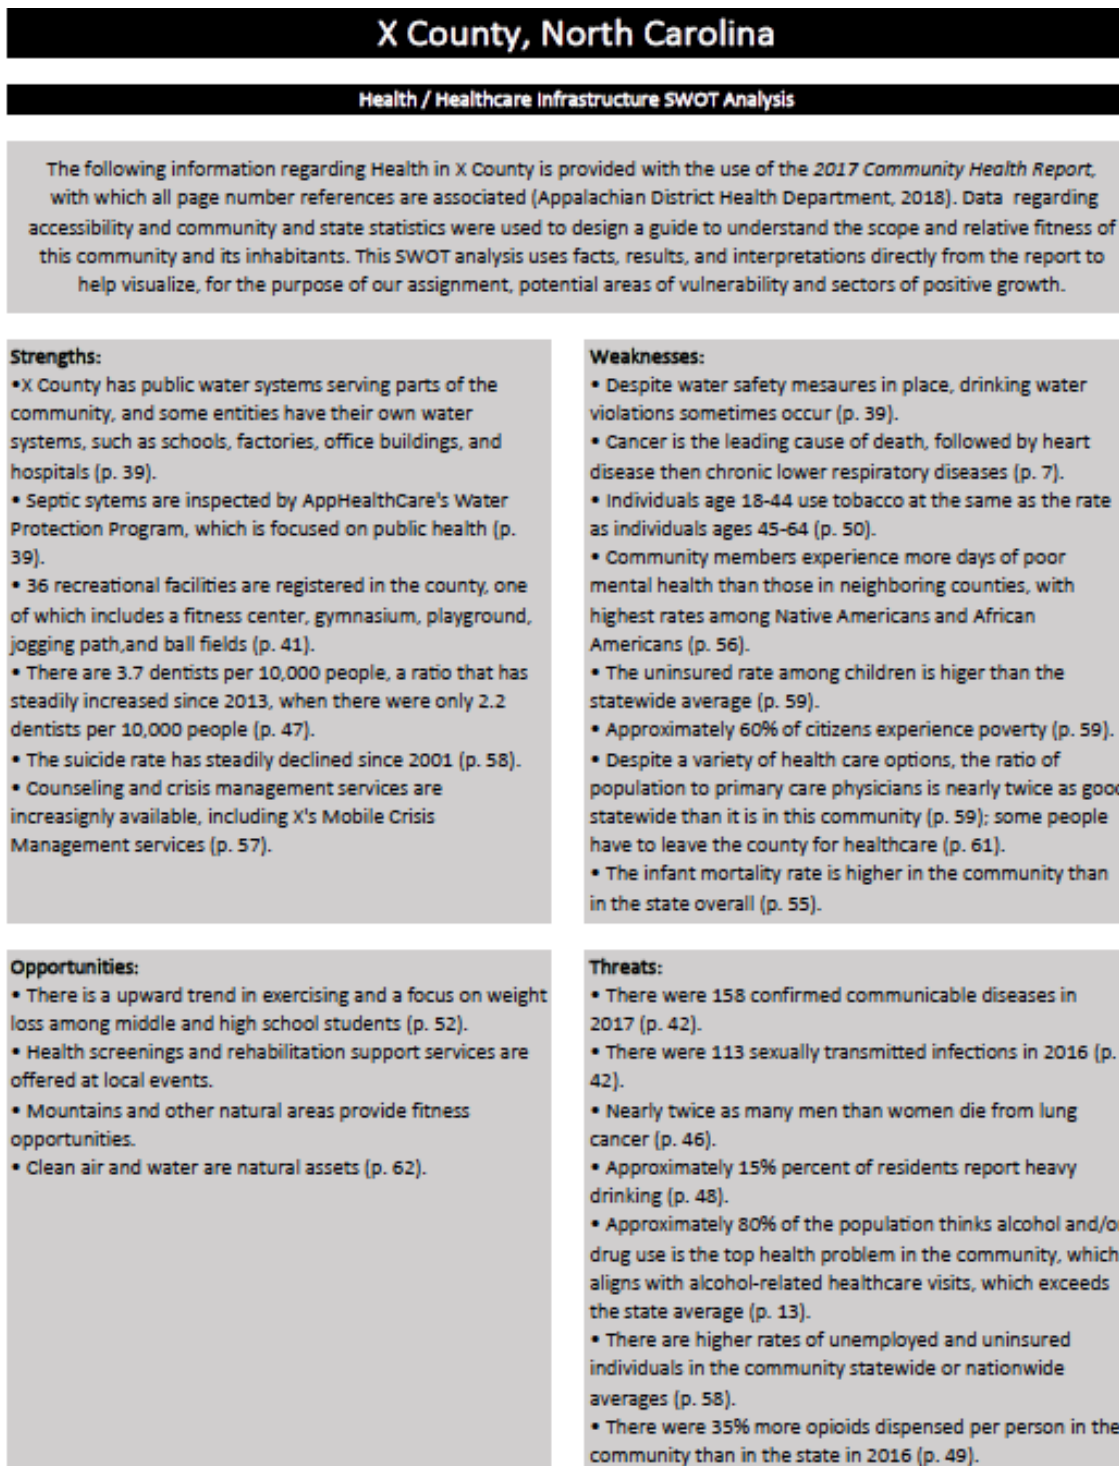 X County, North Carolina
Health / Healthcare Infrastructure SWOT Analysis
The following information regarding Health in X County is provided with the use of the 2017 Community Health Report,
with which all page number references are associated (Appalachian District Health Department, 2018). Data regarding
accessibility and community and state statistics were used to design a guide to understand the scope and relative fitness of
this community and its inhabitants. This SWOT analysis uses facts, results, and interpretations directly from the report to
help visualize, for the purpose of our assignment, potential areas of vulnerability and sectors of positive growth.
Strengths:
•X County has public water systems serving parts of the
community, and some entities have their own water
systems, such as schools, factories, office buildings, and
hospitals (p. 39).
• Septic sytems are inspected by AppHealthCare's Water
Protection Program, which is focused on public health (p.
39).
• 36 recreational facilities are registered in the county, one
of which includes a fitness center, gymnasium, playground,
jogging path,and ball fields (p. 41).
• There are 3.7 dentists per 10,000 people, a ratio that has
steadily increased since 2013, when there were only 2.2
dentists per 10,000 people (p. 47).
• The suicide rate has steadily declined since 2001 (p. 58).
• Counseling and crisis management services are
increasignly available, including X's Mobile Crisis
Management services (p. 57).
Weaknesses:
• Despite water safety mesaures in place, drinking water
violations sometimes occur (p. 39).
• Cancer is the leading cause of death, followed by heart
disease then chronic lower respiratory diseases (p. 7).
• Individuals age 18-44 use tobacco at the same as the rate
as individuals ages 45-64 (p. 50).
• Community members experience more days of poor
mental health than those in neighboring counties, with
highest rates among Native Americans and African
Americans (p. 56).
• The uninsured rate among children is higer than the
statewide average (p. 59).
• Approximately 60% of citizens experience poverty (p. 59).
• Despite a variety of health care options, the ratio of
population to primary care physicians is nearly twice as good
statewide than it is in this community (p. 59); some people
have to leave the county for healthcare (p. 61).
• The infant mortality rate is higher in the community than
in the state overall (p. 55).
Opportunities:
• There is a upward trend in exercising and a focus on weight
loss among middle and high school students (p. 52).
• Health screenings and rehabilitation support services are
offered at local events.
• Mountains and other natural areas provide fitness
opportunities.
• Clean air and water are natural assets (p. 62).
Threats:
• There were 158 confirmed communicable diseases in
2017 (p. 42).
• There were 113 sexually transmitted infections in 2016 (p.
42).
• Nearly twice as many men than women die from lung
cancer (p. 46).
• Approximately 15% percent of residents report heavy
drinking (p. 48).
• Approximately 80% of the population thinks alcohol and/or
drug use is the top health problem in the community, which
aligns with alcohol-related healthcare visits, which exceeds
the state average (p. 13).
• There are higher rates of unemployed and uninsured
individuals in the community statewide or nationwide
averages (p. 58).
• There were 35% more opioids dispensed per person in the
community than in the state in 2016 (p. 49).